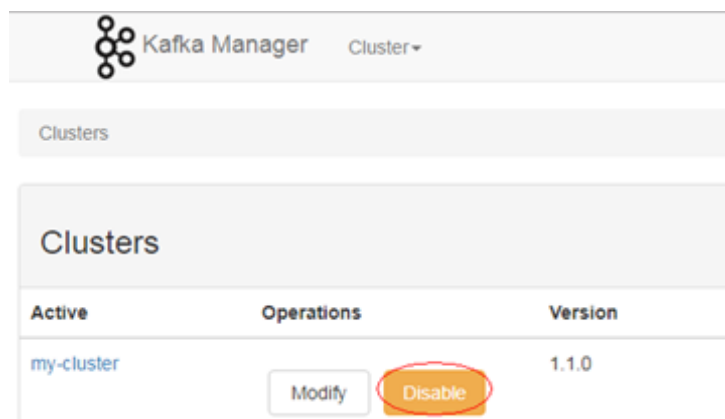 Kafka Manager Cluster
Clusters
Clusters
Active Operations Version
my-cluster 1.1.0
Modify Disable